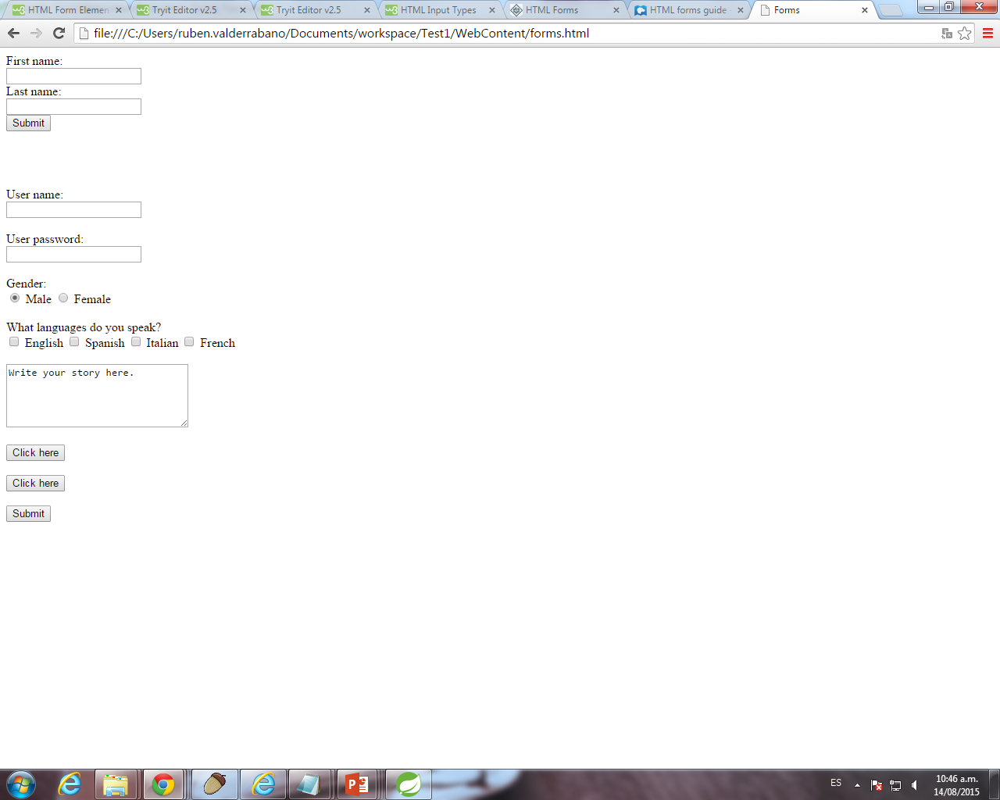 HTML Form Elemen
Tryit Editor v2.5
Tryit Editor v2.5
HTML Input Types
HTML Forms
HTML forms guide
Forms
file:///C:/Users/ruben.valderrabano/Documents/workspace/Test1/WebContent/forms.html
First name:
Last name:
Submit
User name:
User password:
Gender:
Male Female
What languages do you speak?
English Spanish Italian French
Write your story here.
Click here
Click here
Submit
ES
10:46 a.m.
14/08/2015